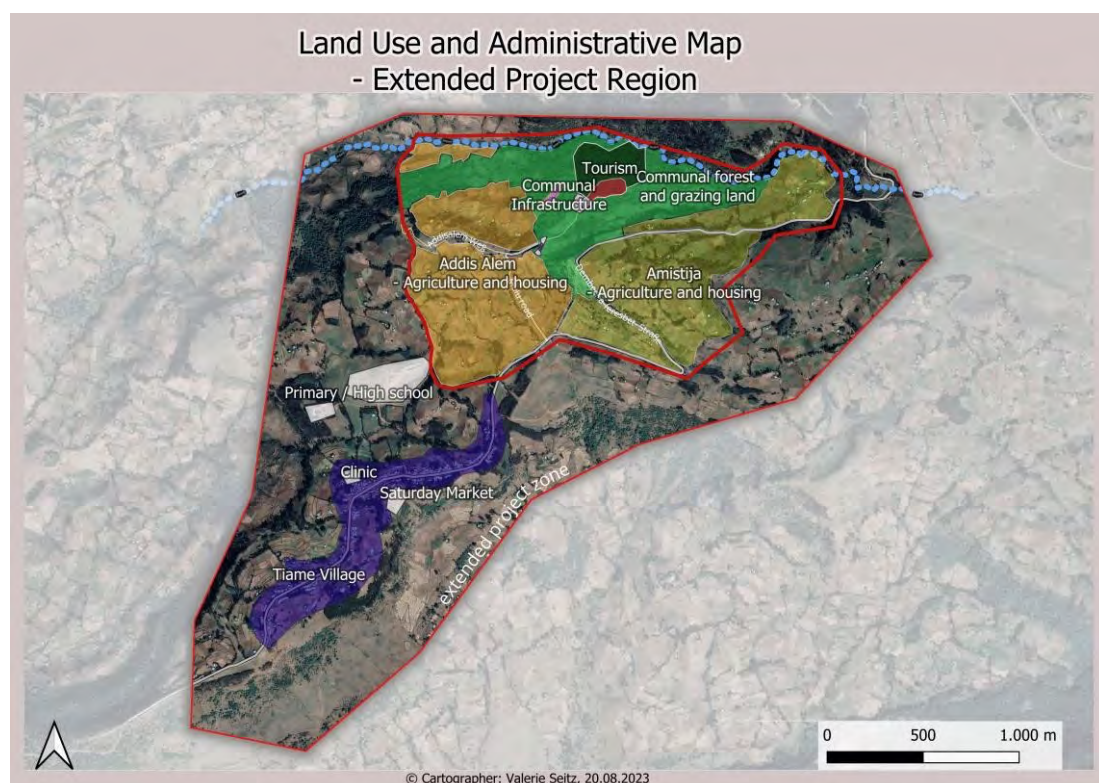 Land Use and Administrative Map
- Extended Project Region
Tourism
Communal forest
and grazing land
Communal
Infrastructure
Addis Alem
- Agriculture and housing
Amistija
- Agriculture and housing
Primary / High school
Clinic
Saturday Market
extended project zone
Tiame Village
0 500 1.000 m
© Cartographer: Valerie Seitz, 20.08.2023